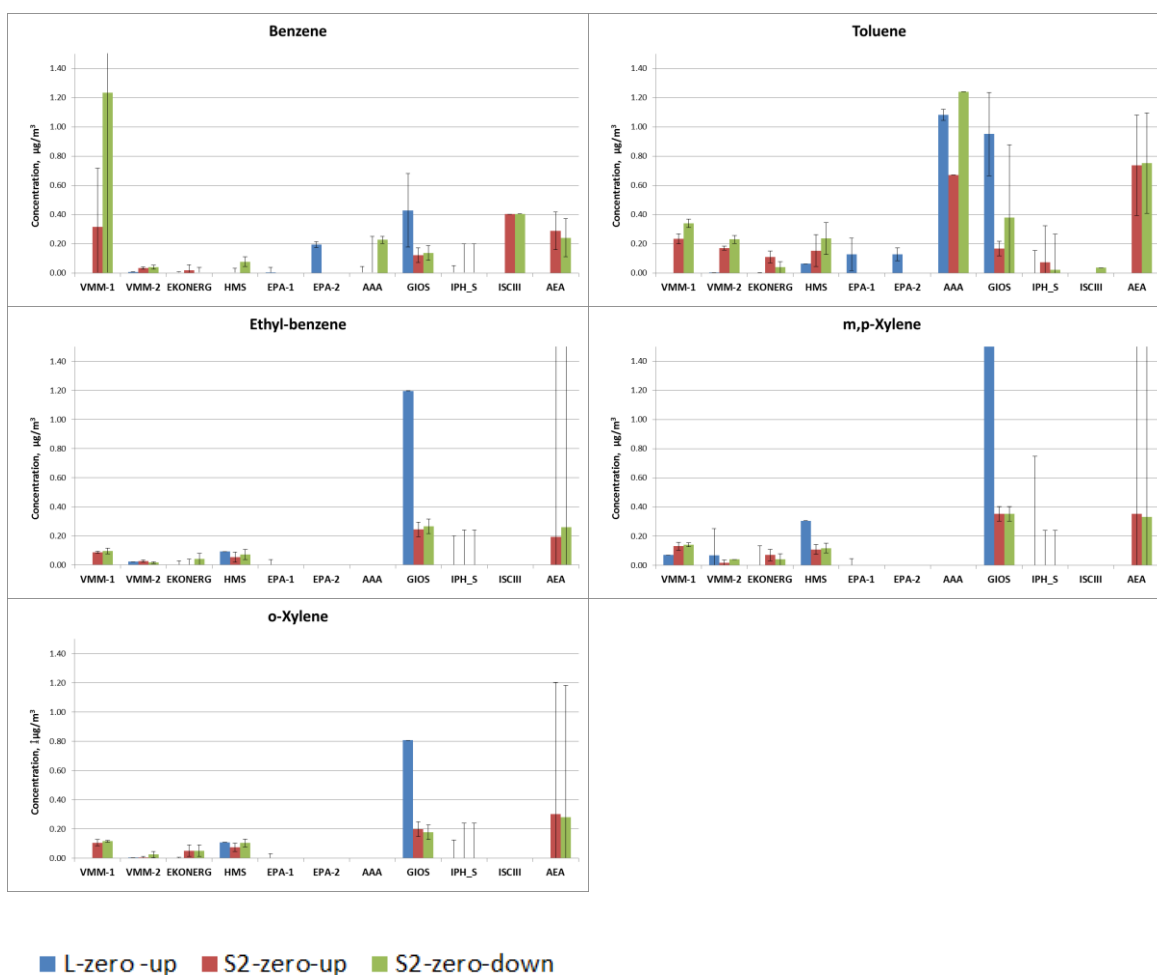 Benzene
Concentration, µg/m³
1.40
1.20
1.00
0.80
0.60
0.40
0.20
0.00
VMM-1 VMM-2 EKONERG HMS EPA-1 EPA-2 AAA GIOS IPH_S ISCIII AEA
Toluene
Concentration, µg/m³
1.40
1.20
1.00
0.80
0.60
0.40
0.20
0.00
VMM-1 VMM-2 EKONERG HMS EPA-1 EPA-2 AAA GIOS IPH_S ISCIII AEA
Ethyl-benzene
Concentration, µg/m³
1.40
1.20
1.00
0.80
0.60
0.40
0.20
0.00
VMM-1 VMM-2 EKONERG HMS EPA-1 EPA-2 AAA GIOS IPH_S ISCIII AEA
m,p-Xylene
Concentration, µg/m³
1.40
1.20
1.00
0.80
0.60
0.40
0.20
0.00
VMM-1 VMM-2 EKONERG HMS EPA-1 EPA-2 AAA GIOS IPH_S ISCIII AEA
o-Xylene
Concentration, µg/m³
1.40
1.20
1.00
0.80
0.60
0.40
0.20
0.00
VMM-1 VMM-2 EKONERG HMS EPA-1 EPA-2 AAA GIOS IPH_S ISCIII AEA
L-zero -up S2-zero-up S2-zero-down